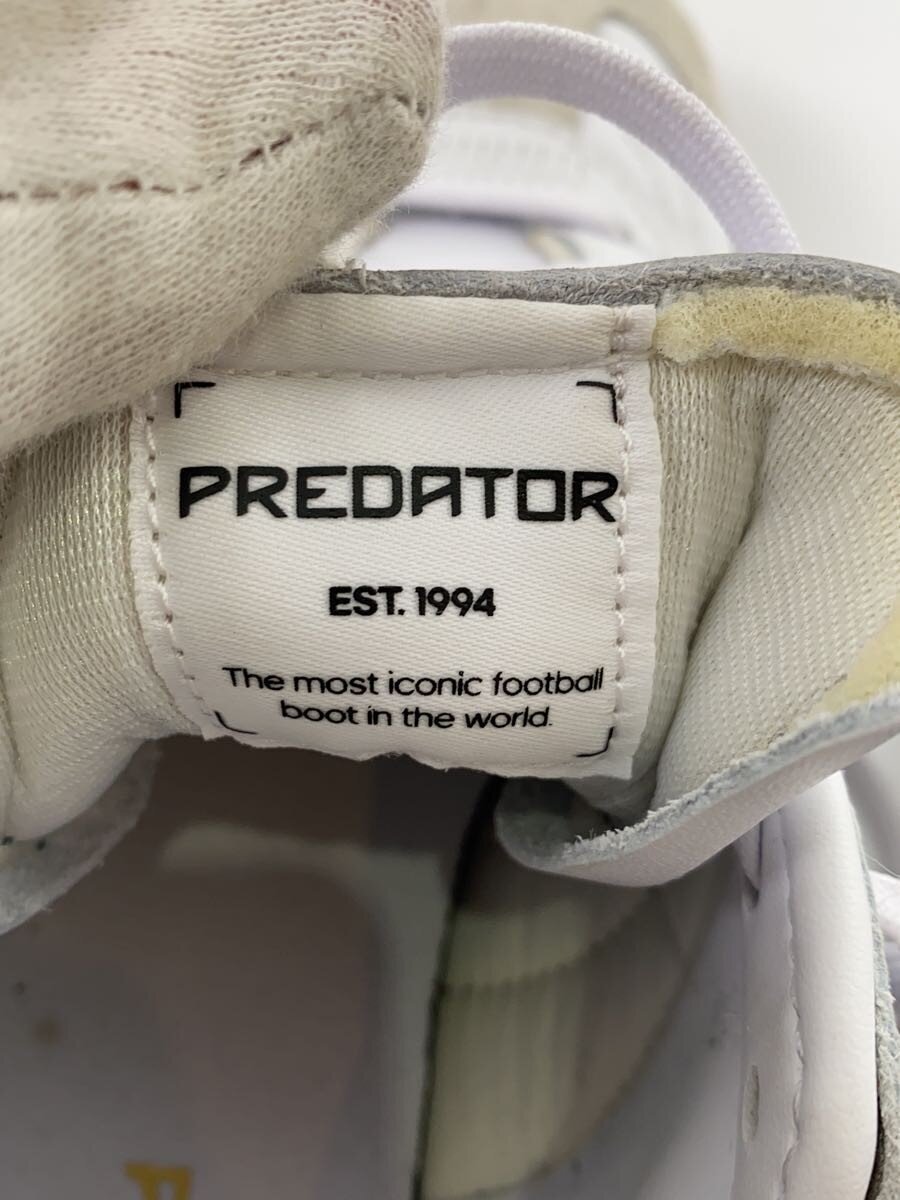 PREDATOR
EST. 1994
The most iconic football
boot in the world.